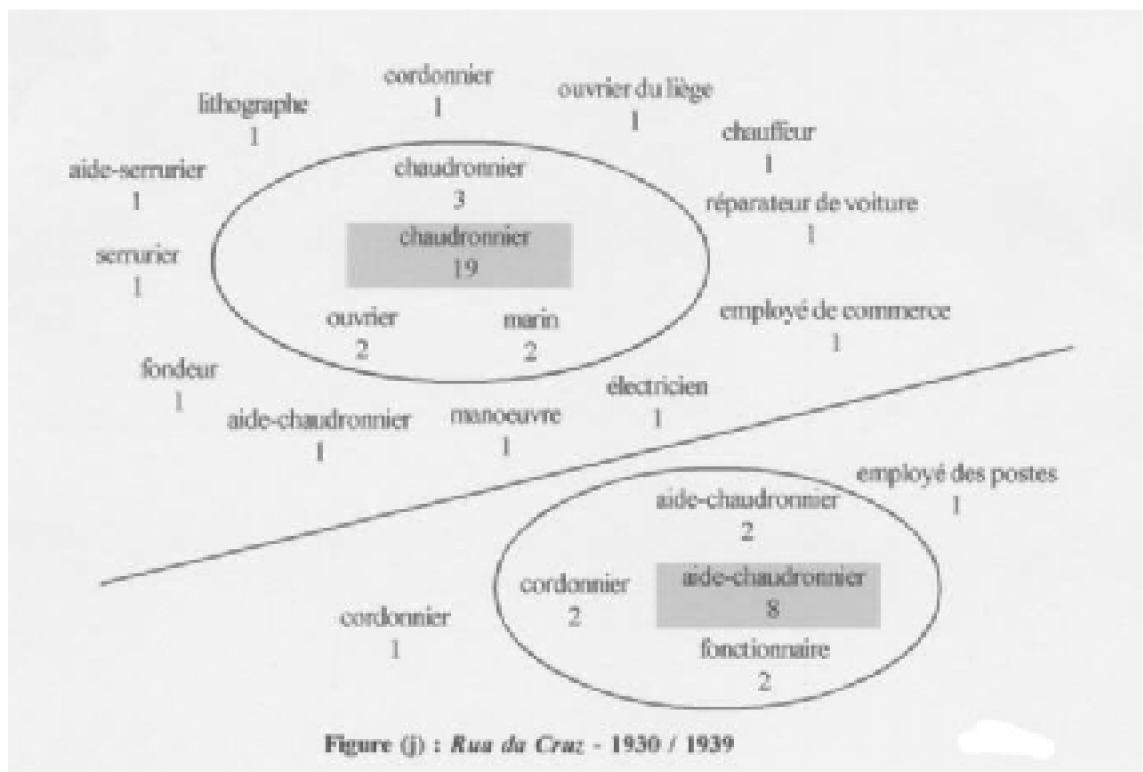 cordonnier
1
ouvrier du liège
1
lithographe
1
chauffeur
1
aide-serrurier
1
chaudronnier
3
réparateur de voiture
1
chaudronnier
19
serrurier
1
ouvrier
2
marin
2
employé de commerce
1
fondeur
1
électricien
1
aide-chaudronnier
1
manoeuvre
1
employé des postes
1
aide-chaudronnier
2
cordonnier
2
aide-chaudronnier
8
cordonnier
1
fonctionnaire
2
Figure (j) : Rua da Cruz - 1930 / 1939